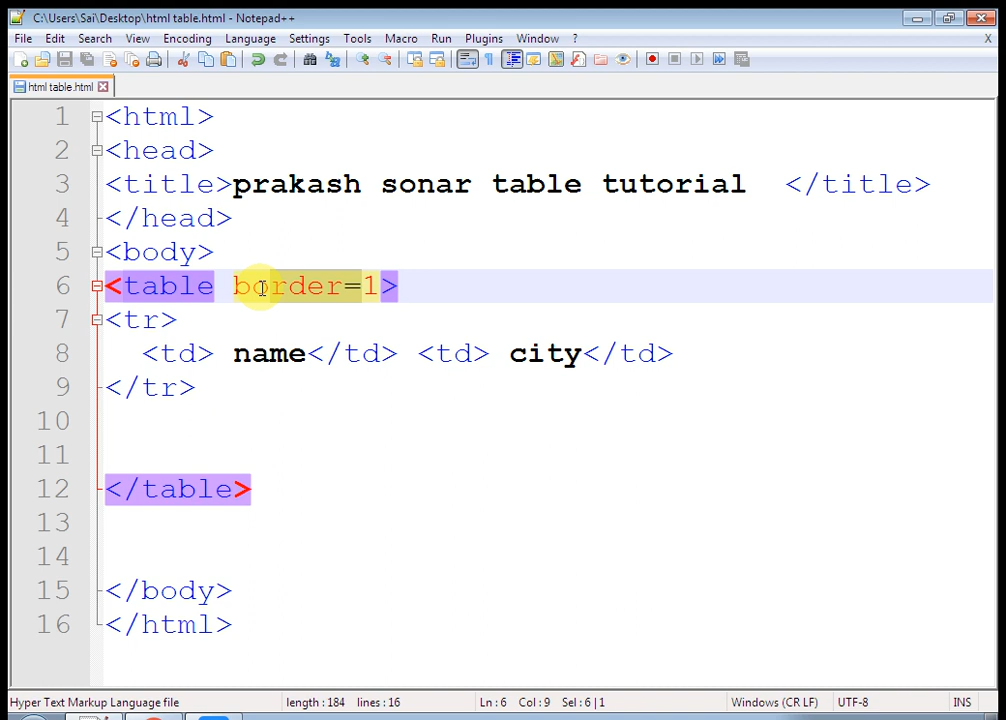 C:\Users\Sai\Desktop\html table.html - Notepad++
File Edit Search View Encoding Language Settings Tools Macro Run Plugins Window ? X
html table.html
1 <html>
2 <head>
3 <title>prakash sonar table tutorial </title>
4 </head>
5 <body>
6 <table border=1>
7 <tr>
8 <td> name</td> <td> city</td>
9 </tr>
10
11
12 </table>
13
14
15 </body>
16 </html>
Hyper Text Markup Language file length : 184 lines : 16 Ln : 6 Col : 9 Sel : 6 | 1 Windows (CR LF) UTF-8 INS